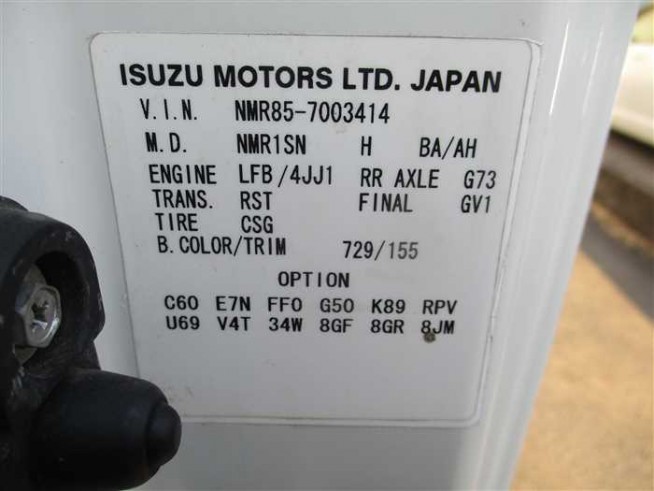 ISUZU MOTORS LTD. JAPAN
V.I.N. NMR85-7003414
M.D. NMR1SN H BA/AH
ENGINE LFB/4JJ1 RR AXLE G73
TRANS. RST FINAL GV1
TIRE CSG
B.COLOR/TRIM 729/155
OPTION
C60 E7N FF0 G50 K89 RPV
U69 V4T 34W 8GF 8GR 8JM